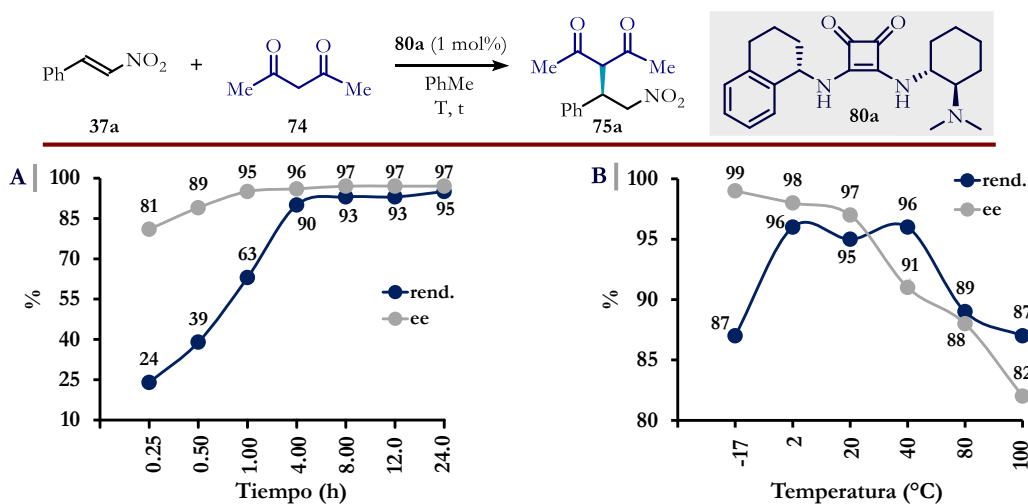 80a (1 mol%)
PhMe
T, t
Ph
NO2
+
O
O
Me
Me
O
O
Me
Me
Ph
NO2
O
O
N
H
N
H
N
37a
74
75a
80a
A
100
85
70
55
40
25
10
%
81
89
95
96
97
97
97
24
39
63
90
93
93
95
rend.
ee
0.25
0.50
1.00
4.00
8.00
12.0
24.0
Tiempo (h)
B
100
95
90
85
80
%
99
98
97
91
88
82
87
96
95
96
89
87
rend.
ee
-17
2
20
40
80
100
Temperatura (°C)